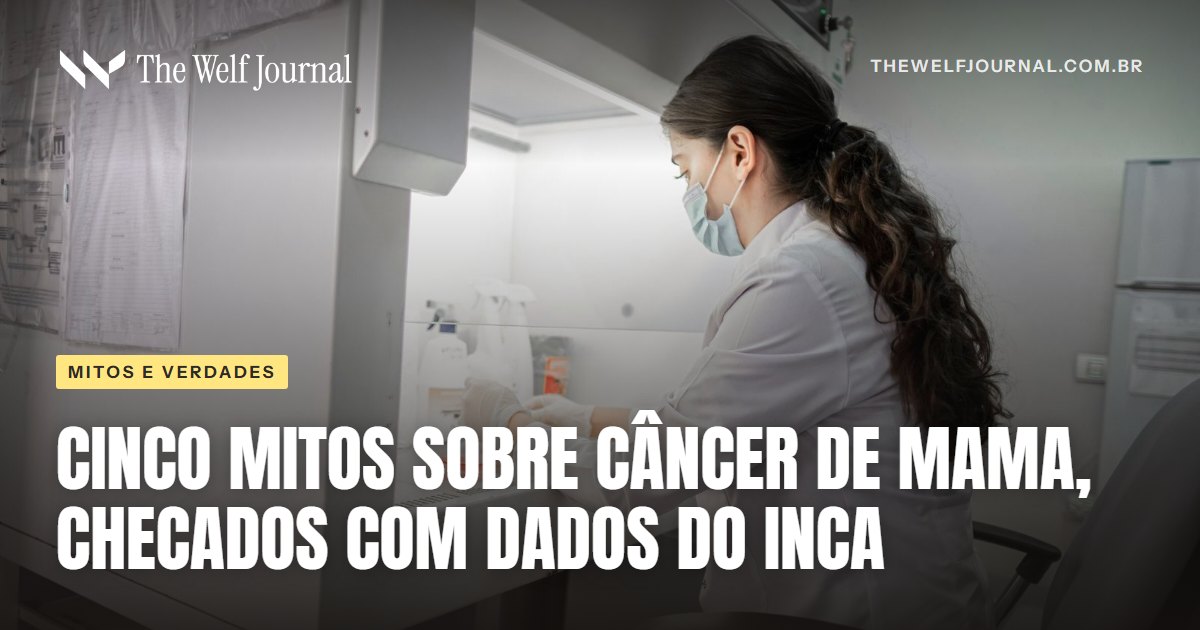 The Welf Journal
THEWELFJOURNAL.COM.BR
MITOS E VERDADES
CINCO MITOS SOBRE CÂNCER DE MAMA,
CHECADOS COM DADOS DO INCA